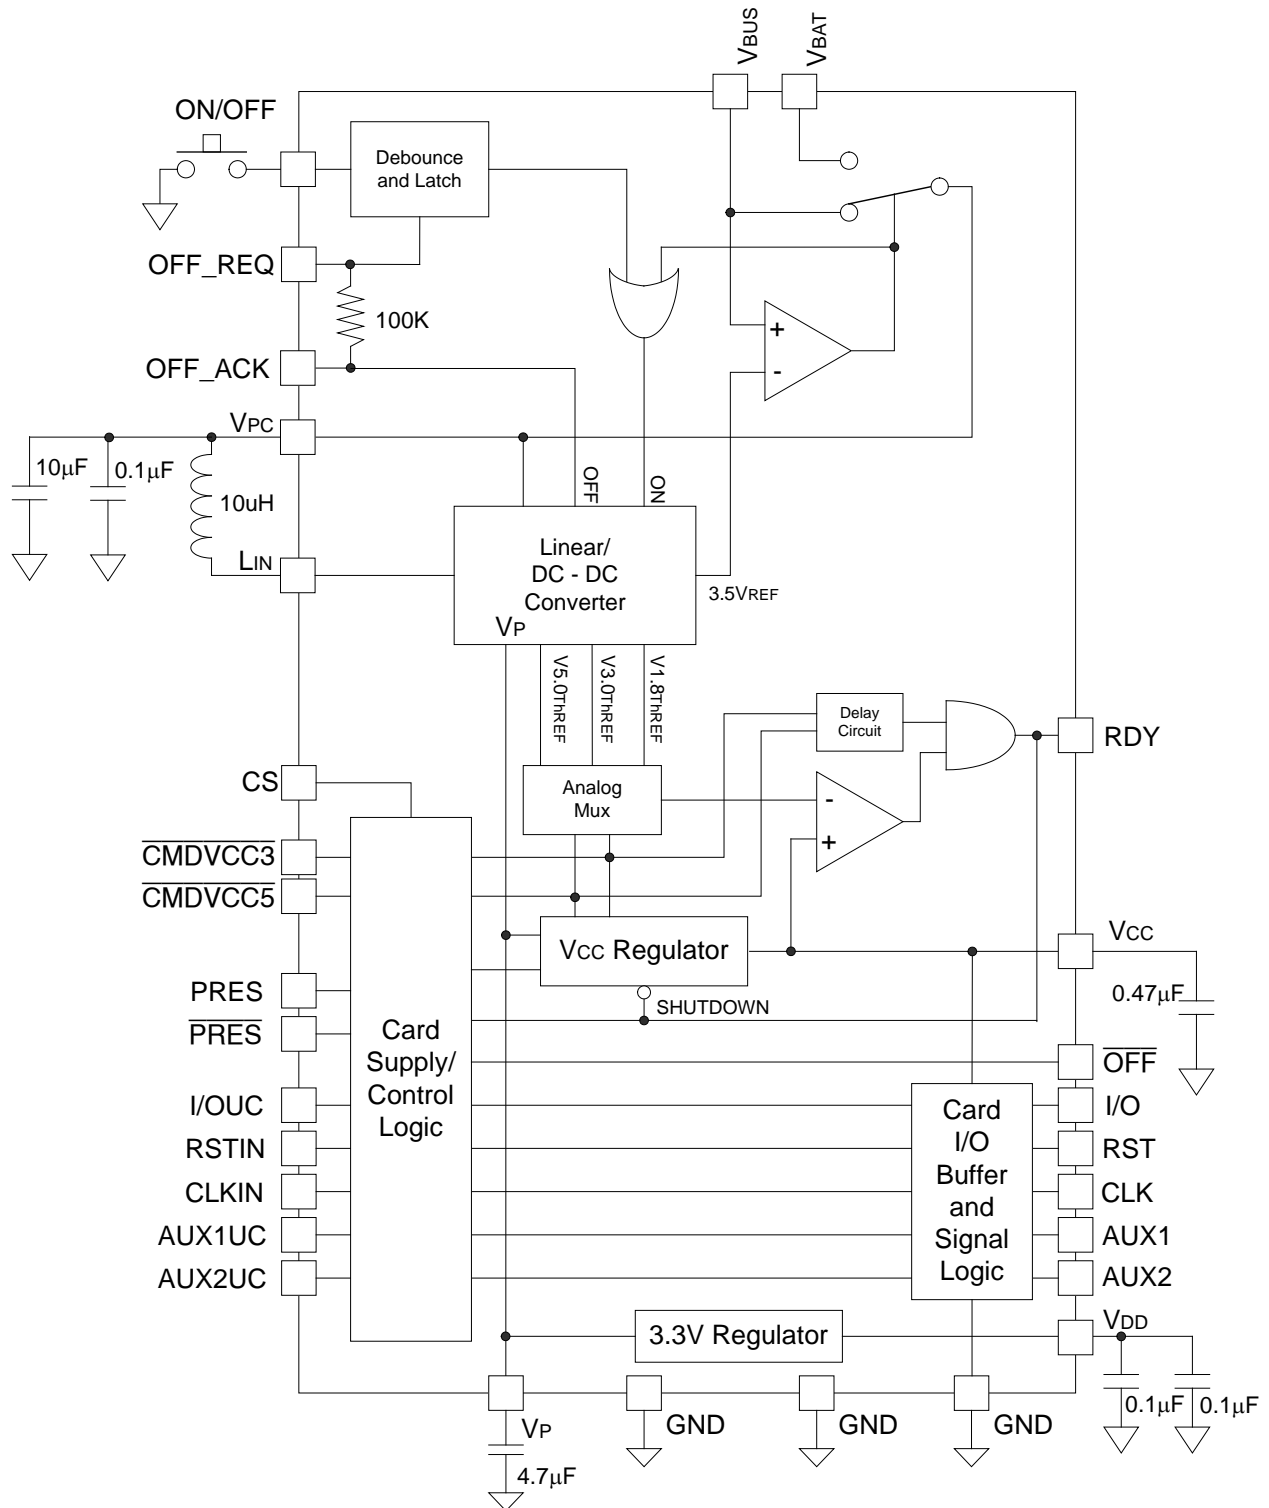 VBUS
VBAT
ON/OFF
Debounce
and Latch
OFF_REQ
100K
+
-
OFF_ACK
VPC
10µF
0.1µF
10uH
OFF
ON
LIN
Linear/
DC - DC
Converter
VP
3.5VREF
V5.0ThREF
V3.0ThREF
V1.8ThREF
Delay
Circuit
RDY
CS
Analog
Mux
-
+
CMDVCC3
CMDVCC5
VCC Regulator
VCC
0.47µF
SHUTDOWN
PRES
PRES
Card
Supply/
Control
Logic
OFF
I/OUC
RSTIN
CLKIN
AUX1UC
AUX2UC
Card
I/O
Buffer
and
Signal
Logic
I/O
RST
CLK
AUX1
AUX2
3.3V Regulator
VDD
0.1µF
0.1µF
VP
4.7µF
GND
GND
GND